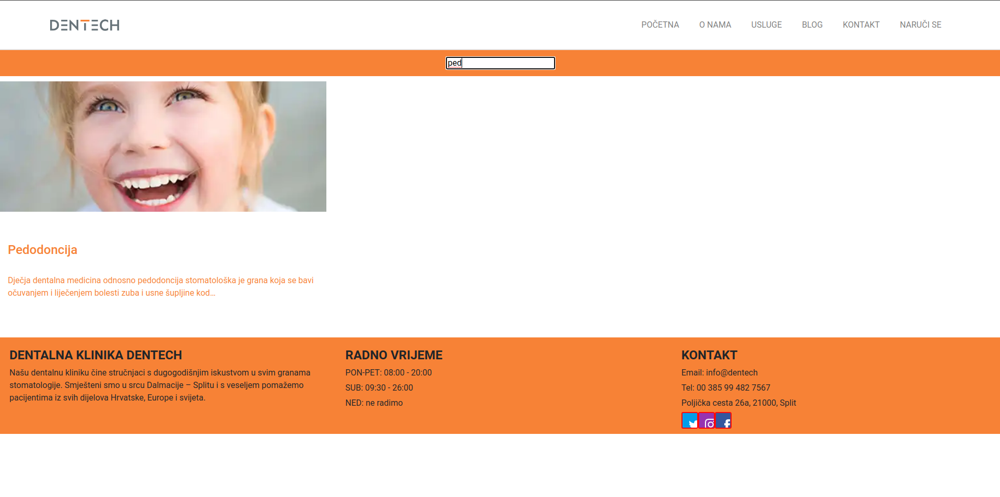 DENTECH
POČETNA O NAMA USLUGE BLOG KONTAKT NARUČI SE
ped
Pedodoncija
Dječja dentalna medicina odnosno pedodoncija stomatološka je grana koja se bavi
očuvanjem i liječenjem bolesti zuba i usne šupljine kod...
DENTALNA KLINIKA DENTECH
Našu dentalnu kliniku čine stručnjaci s dugogodišnjim iskustvom u svim granama
stomatologije. Smješteni smo u srcu Dalmacije – Splitu i s veseljem pomažemo
pacijentima iz svih dijelova Hrvatske, Europe i svijeta.
RADNO VRIJEME
PON-PET: 08:00 - 20:00
SUB: 09:30 - 26:00
NED: ne radimo
KONTAKT
Email: info@dentech
Tel: 00 385 99 482 7567
Poljička cesta 26a, 21000, Split